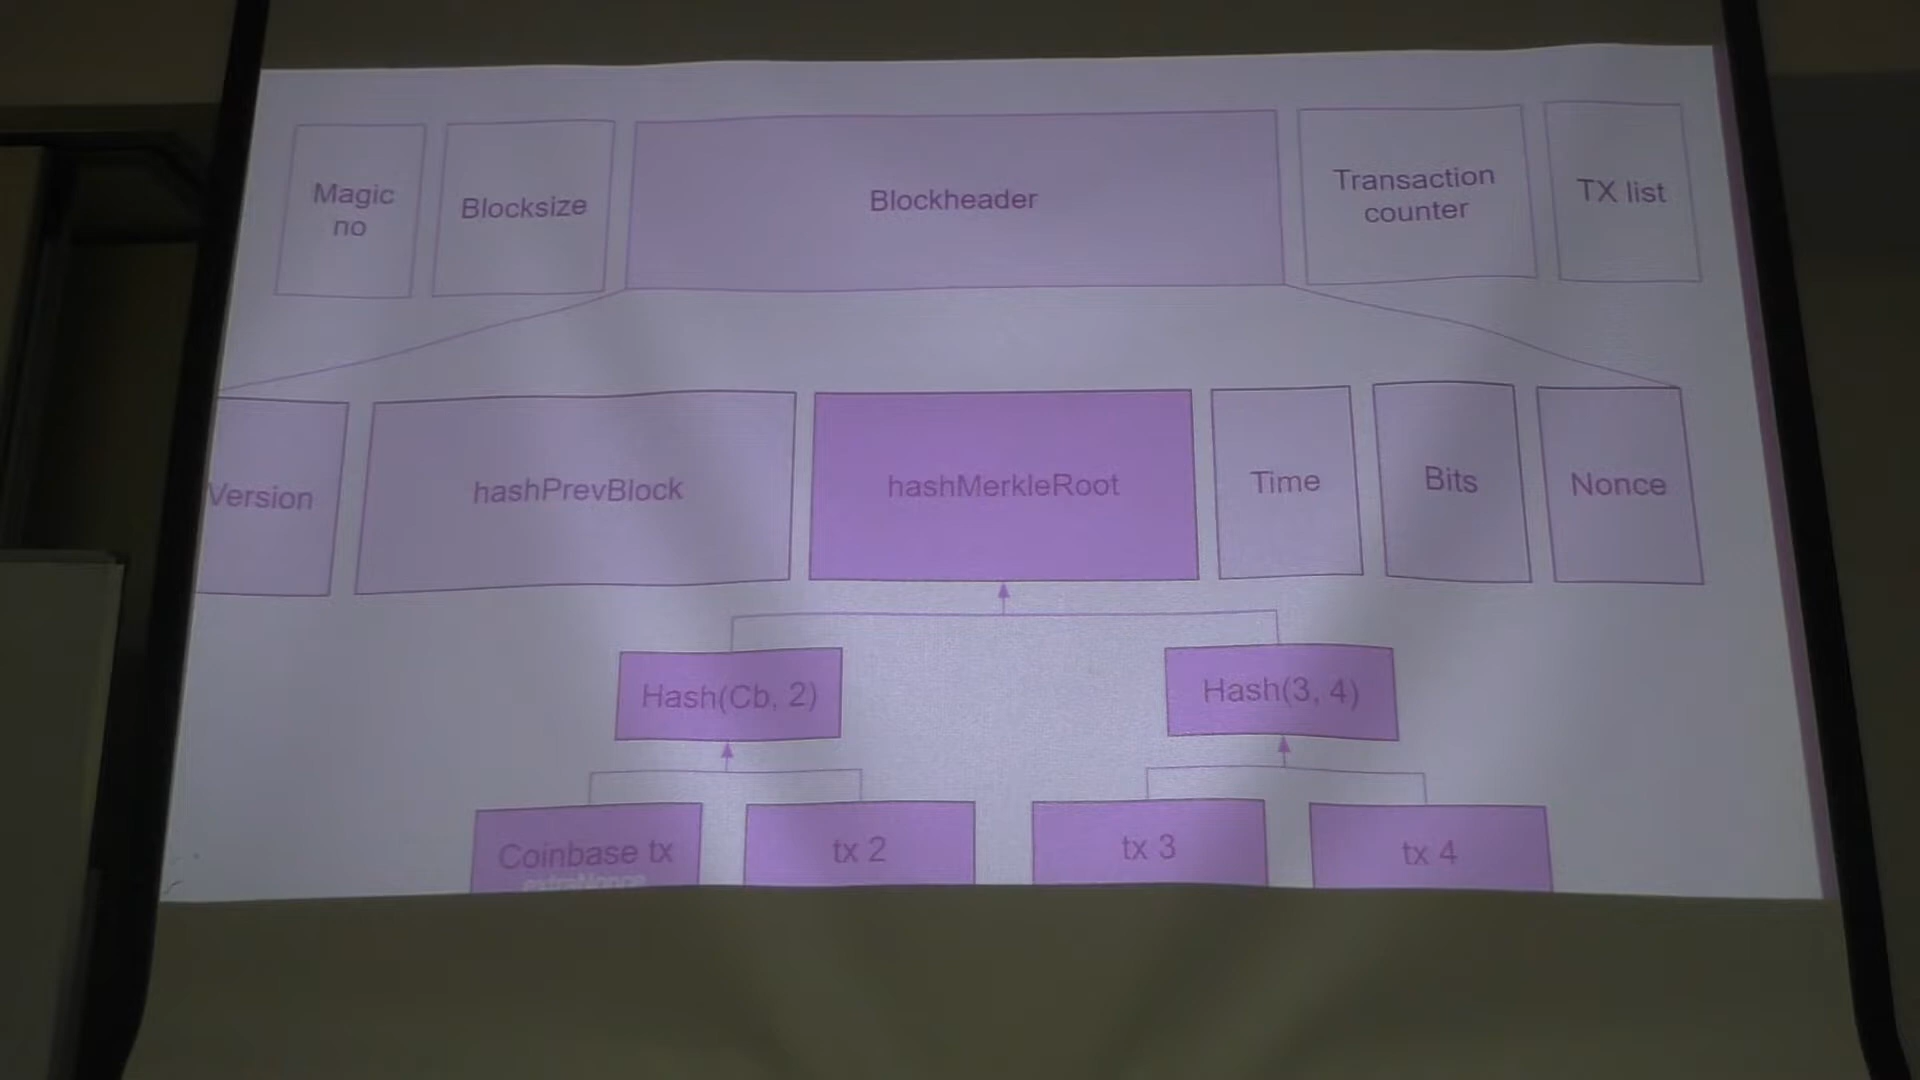 Magic
no
Blocksize
Blockheader
Transaction
counter
TX list
Version
hashPrevBlock
hashMerkleRoot
Time
Bits
Nonce
Hash(Cb, 2)
Hash(3, 4)
Coinbase tx
extraNonce
tx 2
tx 3
tx 4